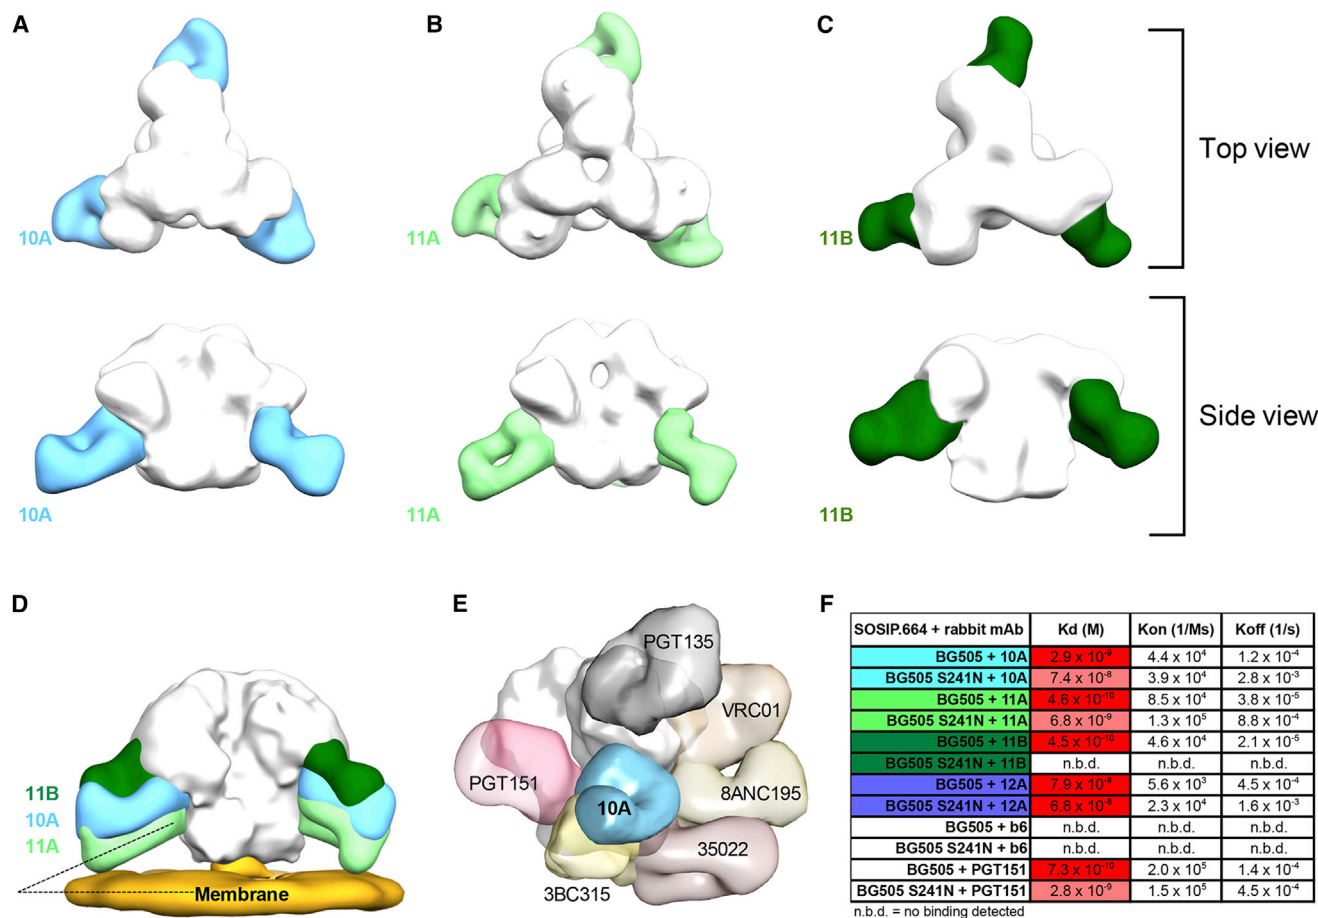 A
B
C
10A
11A
11B
Top view
10A
11A
11B
Side view
D
E
F
11B
10A
11A
Membrane
PGT135
VRC01
PGT151
10A
8ANC195
35022
3BC315
SOSIP.664 + rabbit mAb Kd (M) Kon (1/Ms) Koff (1/s)
BG505 + 10A 2.9 x 10⁻⁹ 4.4 x 10⁴ 1.2 x 10⁻⁴
BG505 S241N + 10A 7.4 x 10⁻⁸ 3.9 x 10⁴ 2.8 x 10⁻³
BG505 + 11A 4.6 x 10⁻¹⁰ 8.5 x 10⁴ 3.8 x 10⁻⁵
BG505 S241N + 11A 6.8 x 10⁻⁹ 1.3 x 10⁵ 8.8 x 10⁻⁴
BG505 + 11B 4.5 x 10⁻¹⁰ 4.6 x 10⁴ 2.1 x 10⁻⁵
BG505 S241N + 11B n.b.d. n.b.d. n.b.d.
BG505 + 12A 7.9 x 10⁻⁸ 5.6 x 10³ 4.5 x 10⁻⁴
BG505 S241N + 12A 6.8 x 10⁻⁸ 2.3 x 10⁴ 1.6 x 10⁻³
BG505 + b6 n.b.d. n.b.d. n.b.d.
BG505 S241N + b6 n.b.d. n.b.d. n.b.d.
BG505 + PGT151 7.3 x 10⁻¹⁰ 2.0 x 10⁵ 1.4 x 10⁻⁴
BG505 S241N + PGT151 2.8 x 10⁻⁹ 1.5 x 10⁵ 4.5 x 10⁻⁴
n.b.d. = no binding detected